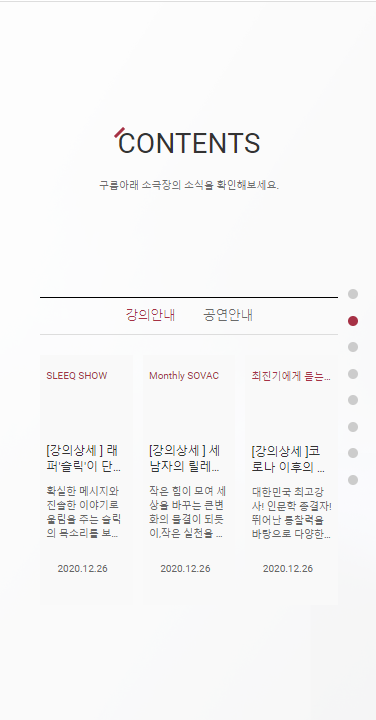 CONTENTS
구름아래 소극장의 소식을 확인해보세요.
강의안내 공연안내
SLEEQ SHOW
[강의상세 ] 래
퍼'슬릭'이 단...
확실한 메시지와
진솔한 이야기로
울림을 주는 슬릭
의 목소리를 보...
2020.12.26
Monthly SOVAC
[강의상세 ] 세
남자의 릴레...
작은 힘이 모여 세
상을 바꾸는 큰변
화의 물결이 되듯
이,작은 실천을 ...
2020.12.26
최진기에게 묻는...
[강의상세 ]코
로나 이후의 ...
대한민국 최고강
사! 인문학 종결자!
뛰어난 통찰력을
바탕으로 다양한...
2020.12.26